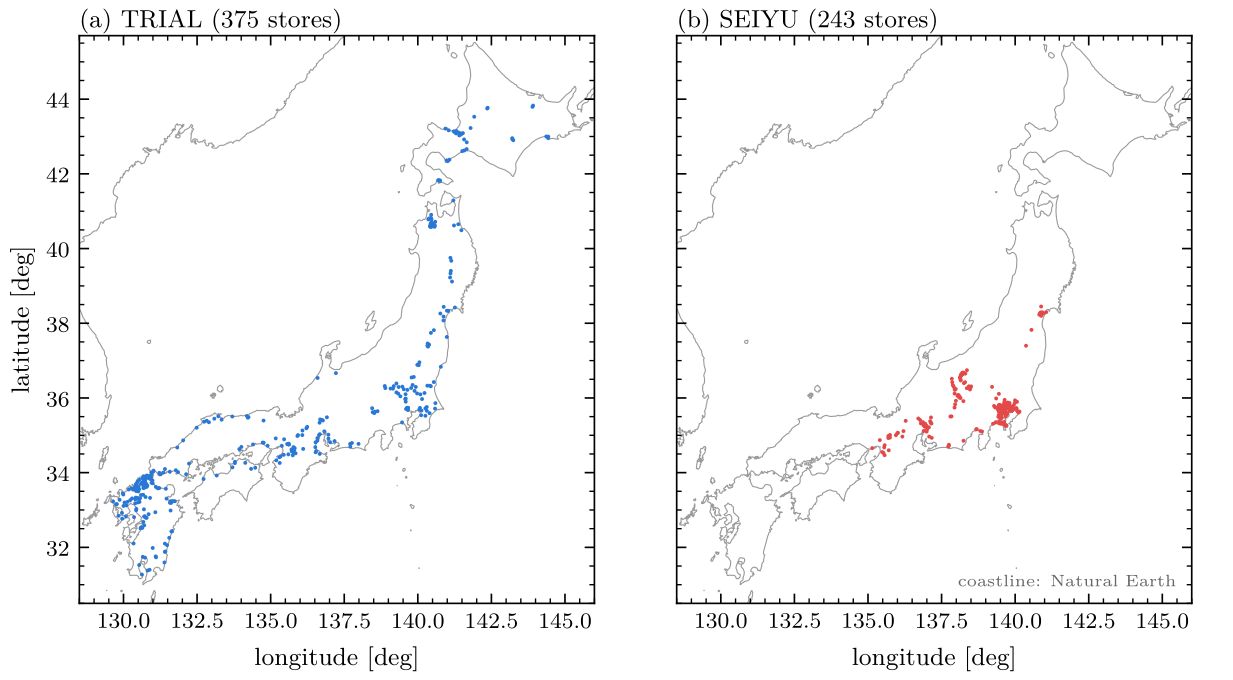 (a) TRIAL (375 stores)
(b) SEIYU (243 stores)
latitude [deg]
44
42
40
38
36
34
32
130.0 132.5 135.0 137.5 140.0 142.5 145.0
longitude [deg]
coastline: Natural Earth
130.0 132.5 135.0 137.5 140.0 142.5 145.0
longitude [deg]